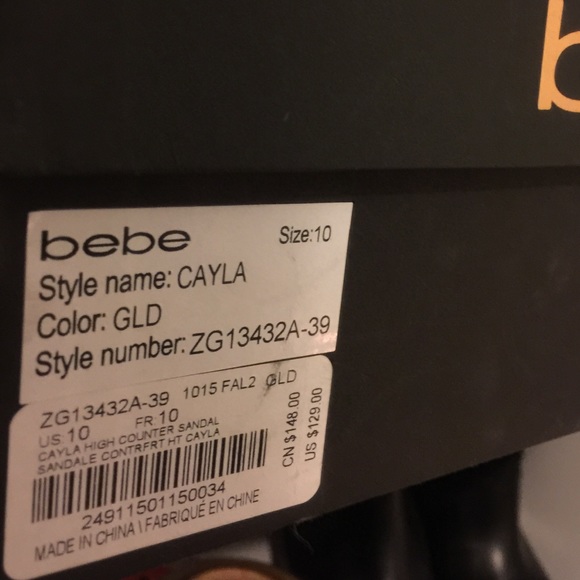 b
bebe Size:10
Style name: CAYLA
Color: GLD
Style number: ZG13432A-39
ZG13432A-39 1015 FAL2 GLD
US:10 FR:10
CAYLA HIGH COUNTER SANDAL
SANDALE CONTRFRT HT CAYLA
24911501150034
MADE IN CHINA \ FABRIQUÉ EN CHINE
CN $148.00
US $129.00